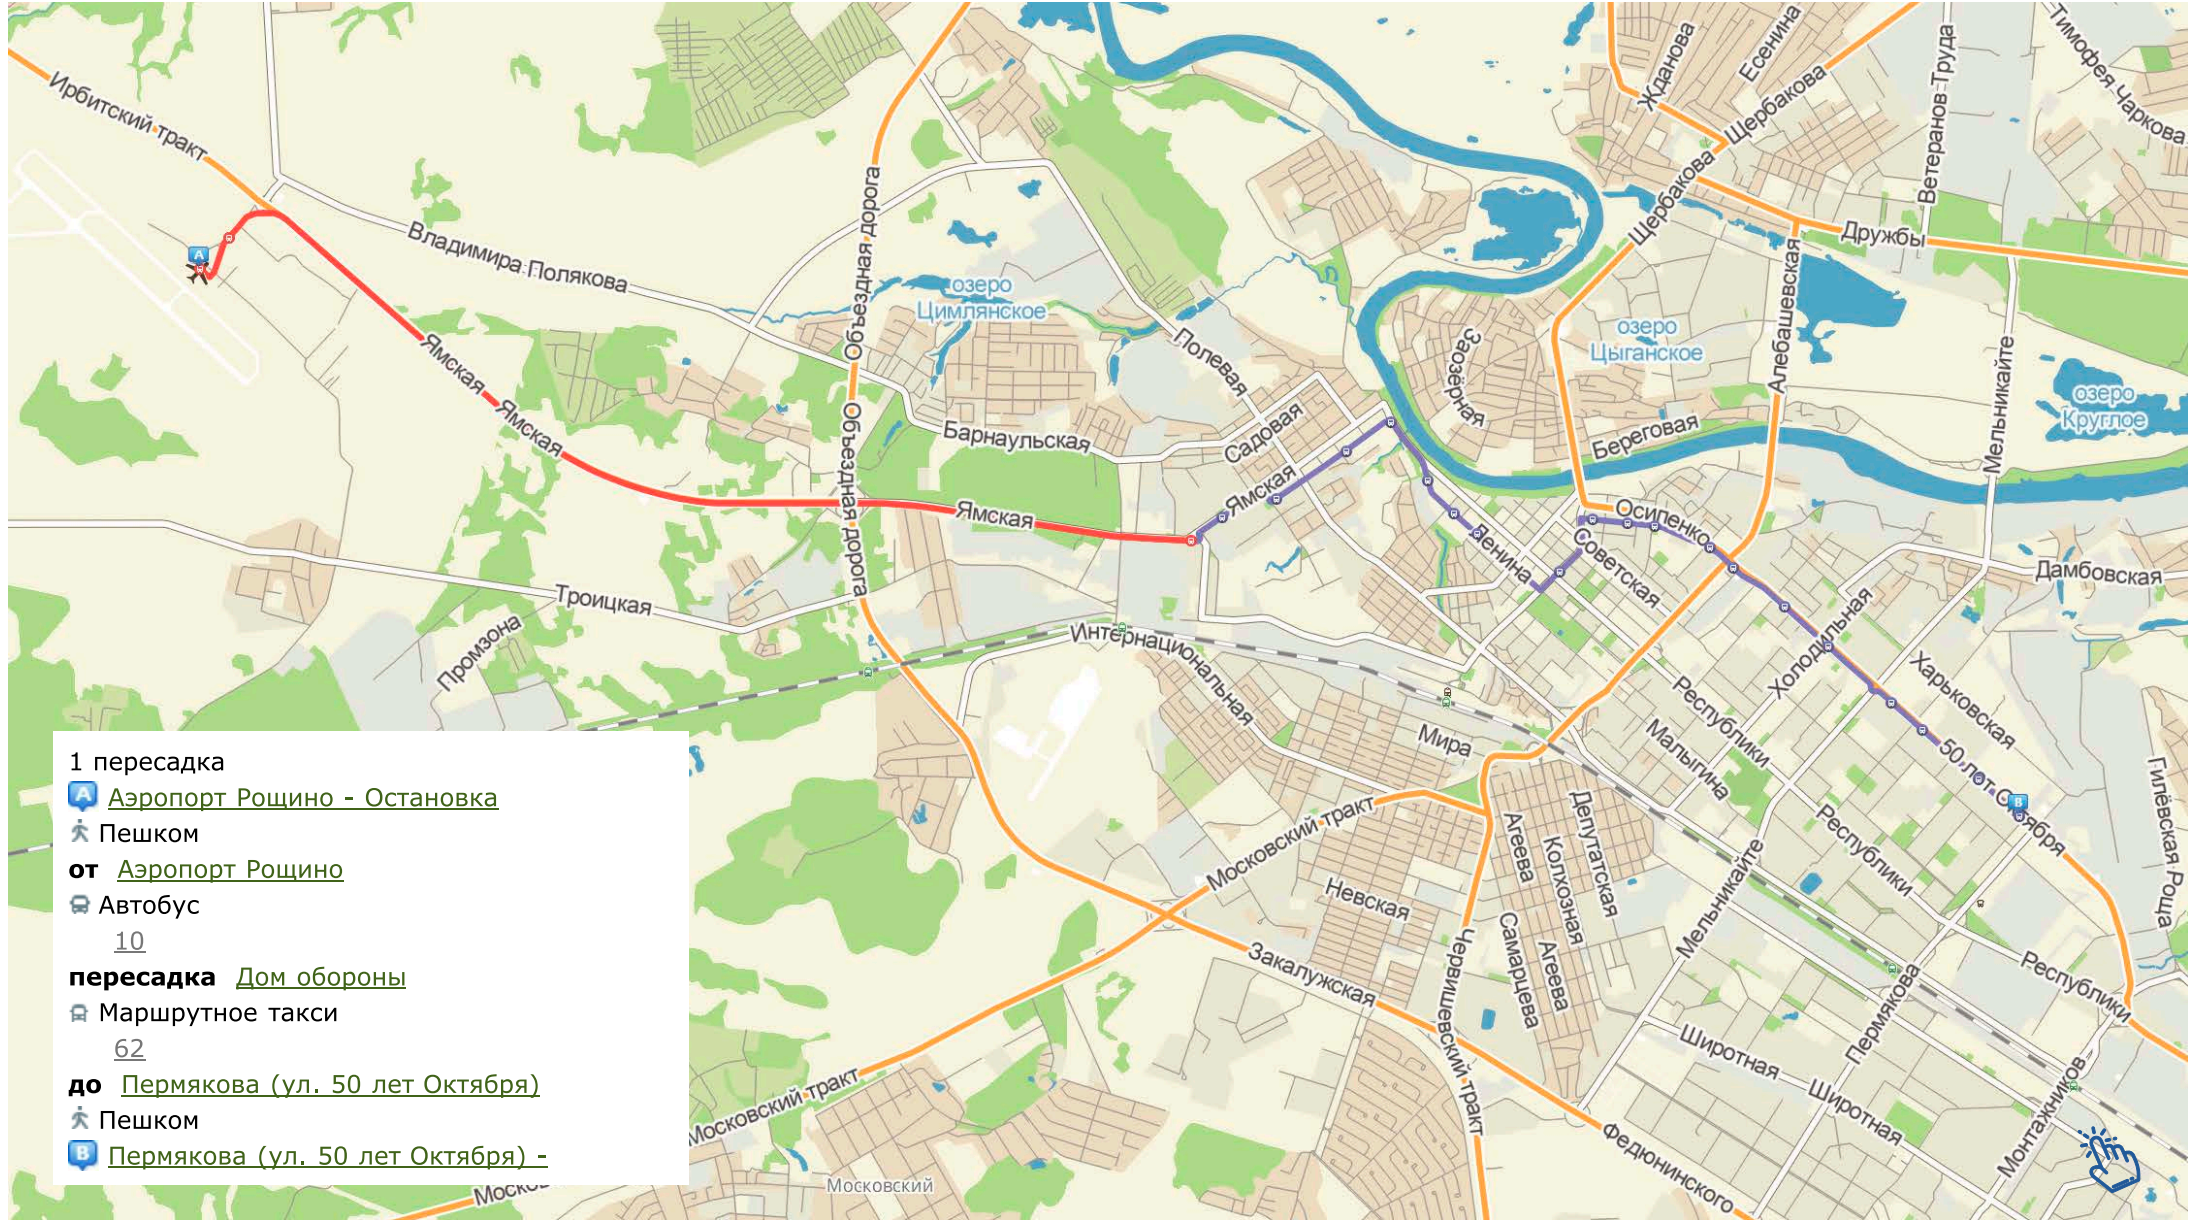 Ирбитский тракт
Владимира Полякова
Ямская
Ямская
Ямская
Ямская
Объездная дорога
Объездная дорога
Объездная дорога
озеро
Цимлянское
Полевая
Барнаульская
Садовая
Троицкая
Промзона
Интернациональная
Жданова
Есенина
Щербакова
Щербакова
Ветеранов Труда
Тимофея Чаркова
Дружбы
Алебашевская
озеро
Цыганское
Заозёрная
Береговая
Мельникайте
озеро
Круглое
Осипенко
Советская
Ленина
Дамбовская
Холодильная
Харьковская
Республики
Малыгина
Мира
50 лет Октября
Гилёвская Роща
Республики
Мельникайте
Московский тракт
Агеева
Колхозная
Депутатская
Невская
Самарцева
Агеева
Червишевский тракт
Закалужская
Республики
Пермякова
Широтная
Широтная
Монтажников
Федюнинского
Московский тракт
Московский
1 пересадка
A Аэропорт Рощино - Остановка
Пешком
от Аэропорт Рощино
Автобус
10
пересадка Дом обороны
Маршрутное такси
62
до Пермякова (ул. 50 лет Октября)
Пешком
B Пермякова (ул. 50 лет Октября) -
A
B